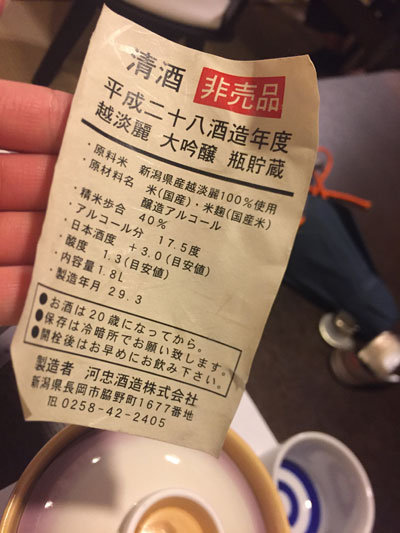 清酒 非売品
平成二十八酒造年度
越淡麗 大吟醸 瓶貯蔵
・原料米 新潟県産越淡麗100%使用
・原材料名 米(国産)・米麹(国産米)
醸造アルコール
・精米歩合 40%
・アルコール分 17.5度
・日本酒度 +3.0(目安値)
・酸度 1.3(目安値)
・内容量 1.8L
・製造年月 29.3
●お酒は20歳になってから。
●保存は冷暗所でお願い致します。
●開栓後はお早めにお飲み下さい。
製造者 河忠酒造株式会社
新潟県長岡市脇野町1677番地
℡ 0258-42-2405